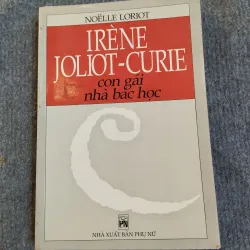 NOËLLE LORIOT
IRÈNE
JOLIOT-CURIE
con gái
nhà bác học
NHÀ XUẤT BẢN PHỤ NỮ